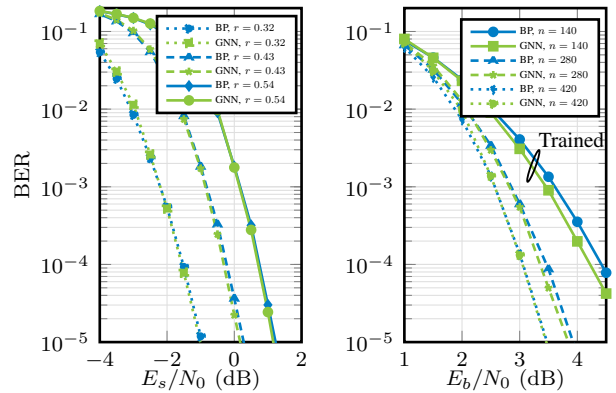 BER
10⁻¹
10⁻²
10⁻³
10⁻⁴
10⁻⁵
−4 −2 0 2
E_s/N_0 (dB)
BP, r = 0.32
GNN, r = 0.32
BP, r = 0.43
GNN, r = 0.43
BP, r = 0.54
GNN, r = 0.54
10⁻¹
10⁻²
10⁻³
10⁻⁴
10⁻⁵
1 2 3 4
E_b/N_0 (dB)
BP, n = 140
GNN, n = 140
BP, n = 280
GNN, n = 280
BP, n = 420
GNN, n = 420
Trained